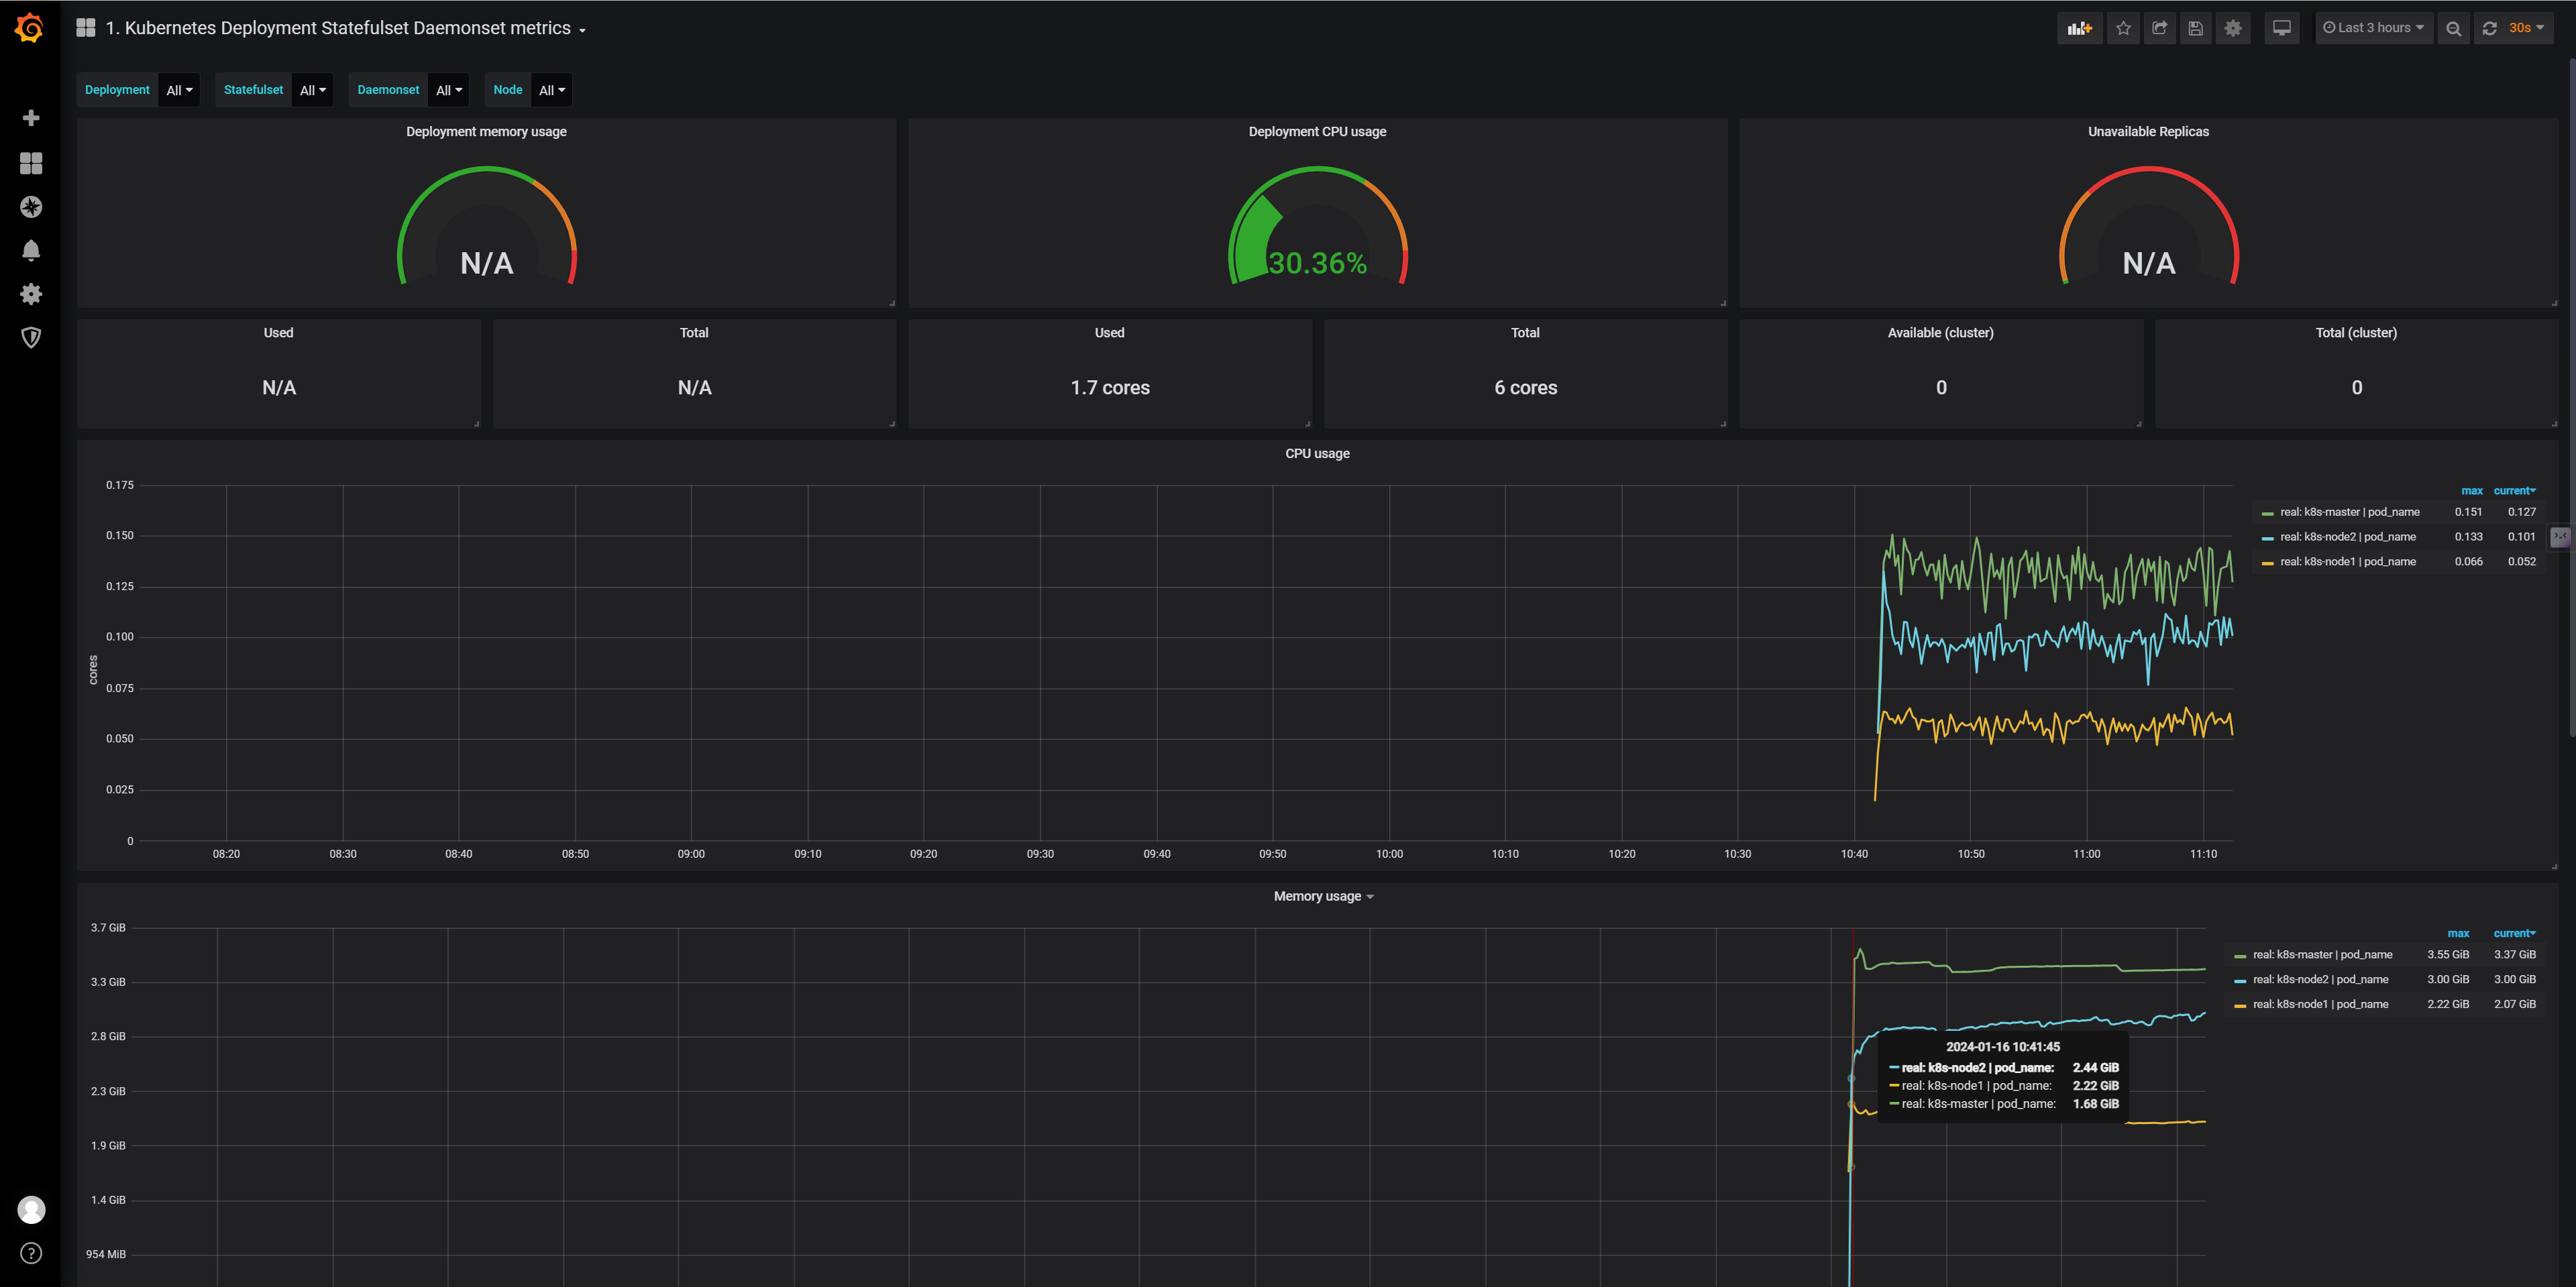 1. Kubernetes Deployment Statefulset Daemonset metrics
Last 3 hours 30s
Deployment All Statefulset All Daemonset All Node All
Deployment memory usage
N/A
Deployment CPU usage
30.36%
Unavailable Replicas
N/A
Used
N/A
Total
N/A
Used
1.7 cores
Total
6 cores
Available (cluster)
0
Total (cluster)
0
CPU usage
cores
0.175
0.150
0.125
0.100
0.075
0.050
0.025
0
08:20 08:30 08:40 08:50 09:00 09:10 09:20 09:30 09:40 09:50 10:00 10:10 10:20 10:30 10:40 10:50 11:00 11:10
max current
real: k8s-master | pod_name 0.151 0.127
real: k8s-node2 | pod_name 0.133 0.101
real: k8s-node1 | pod_name 0.066 0.052
Memory usage
3.7 GiB
3.3 GiB
2.8 GiB
2.3 GiB
1.9 GiB
1.4 GiB
954 MiB
max current
real: k8s-master | pod_name 3.55 GiB 3.37 GiB
real: k8s-node2 | pod_name 3.00 GiB 3.00 GiB
real: k8s-node1 | pod_name 2.22 GiB 2.07 GiB
2024-01-16 10:41:45
real: k8s-node2 | pod_name: 2.44 GiB
real: k8s-node1 | pod_name: 2.22 GiB
real: k8s-master | pod_name: 1.68 GiB